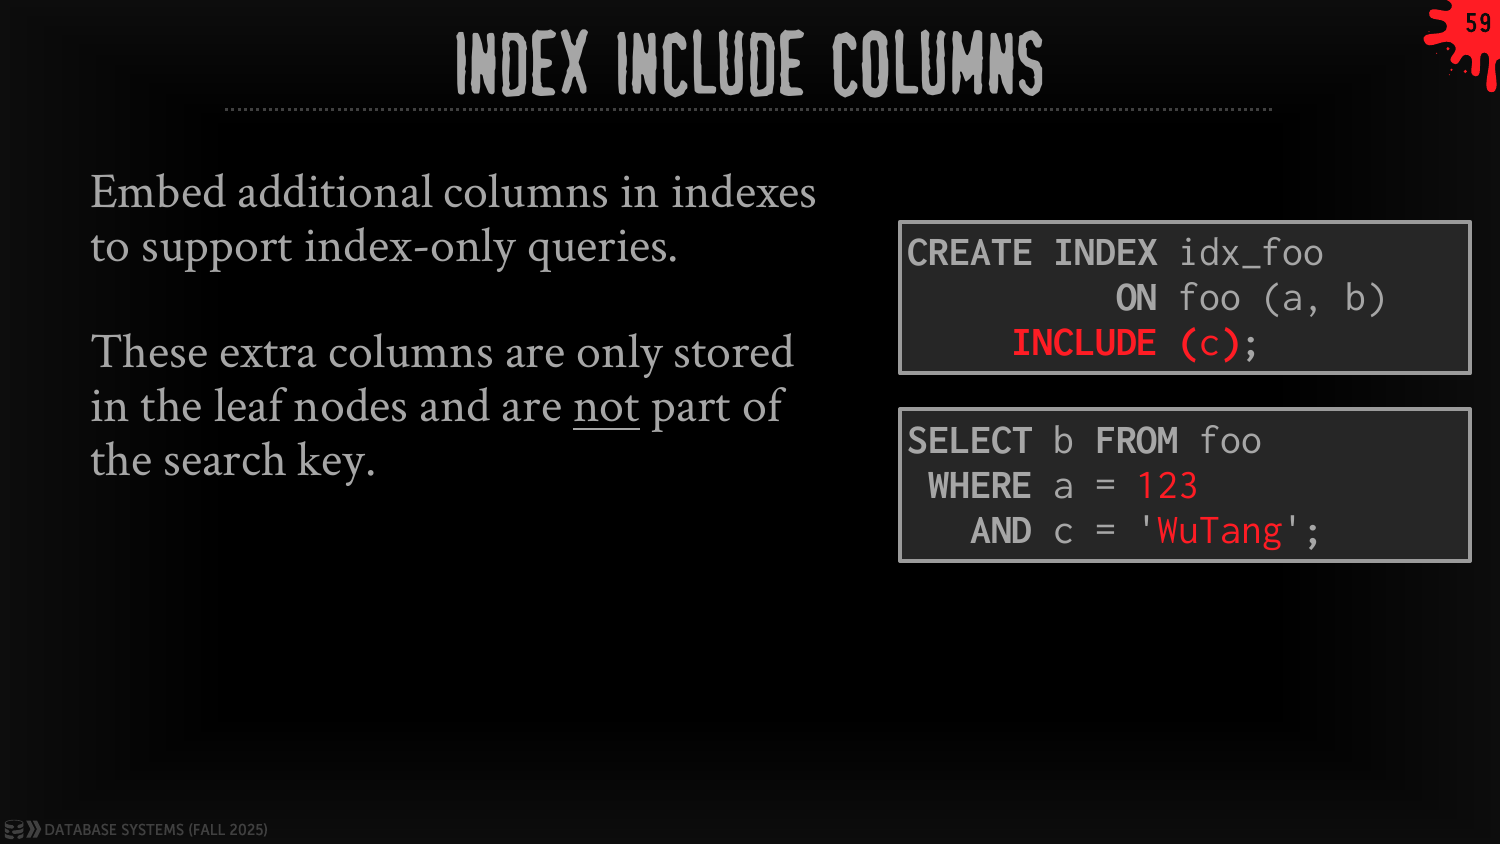 INDEX INCLUDE COLUMNS
59
Embed additional columns in indexes
to support index-only queries.
These extra columns are only stored
in the leaf nodes and are not part of
the search key.
CREATE INDEX idx_foo
ON foo (a, b)
INCLUDE (c);
SELECT b FROM foo
WHERE a = 123
AND c = 'WuTang';
DATABASE SYSTEMS (FALL 2025)